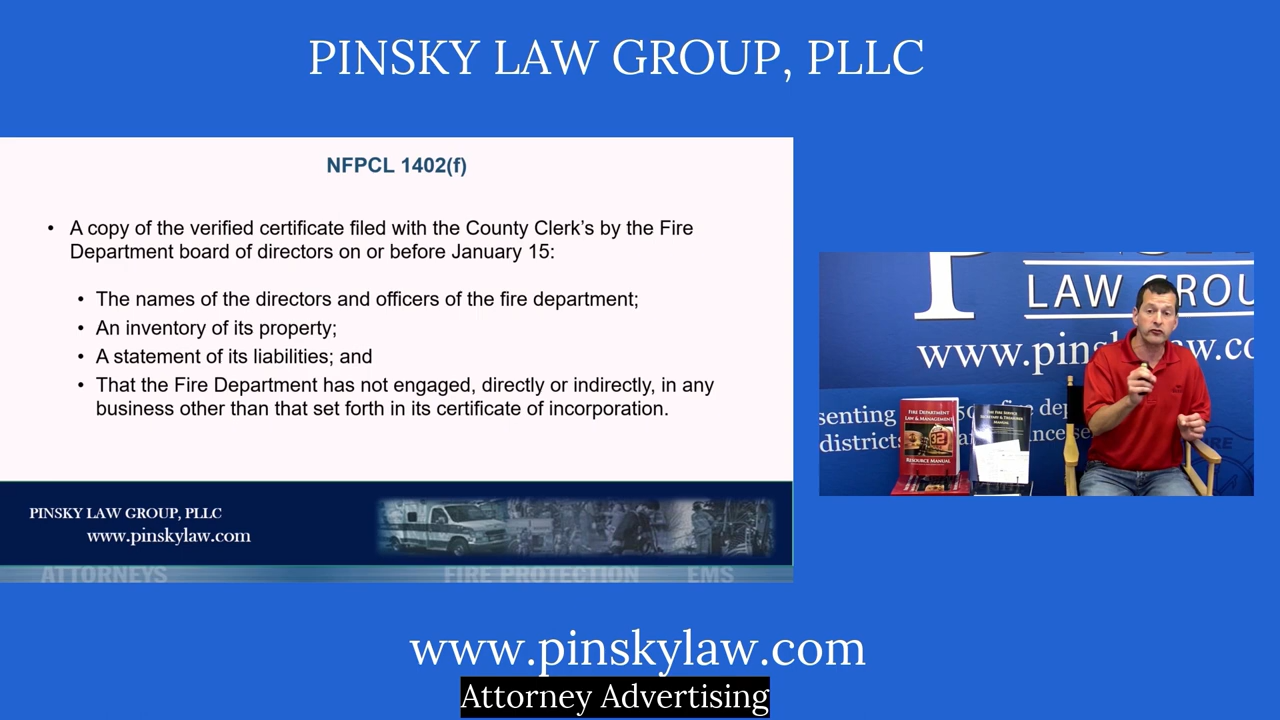 PINSKY LAW GROUP, PLLC
NFPCL 1402(f)
• A copy of the verified certificate filed with the County Clerk's by the Fire
Department board of directors on or before January 15:
• The names of the directors and officers of the fire department;
• An inventory of its property;
• A statement of its liabilities; and
• That the Fire Department has not engaged, directly or indirectly, in any
business other than that set forth in its certificate of incorporation.
PINSKY LAW GROUP, PLLC
www.pinskylaw.com
ATTORNEYS FIRE PROTECTION EMS
LAW GROU
www.pinskylaw.co
senting
districts
FIRE DEPARTMENT
LAW & MANAGEMENT
32
RESOURCE MANUAL
www.pinskylaw.com
Attorney Advertising